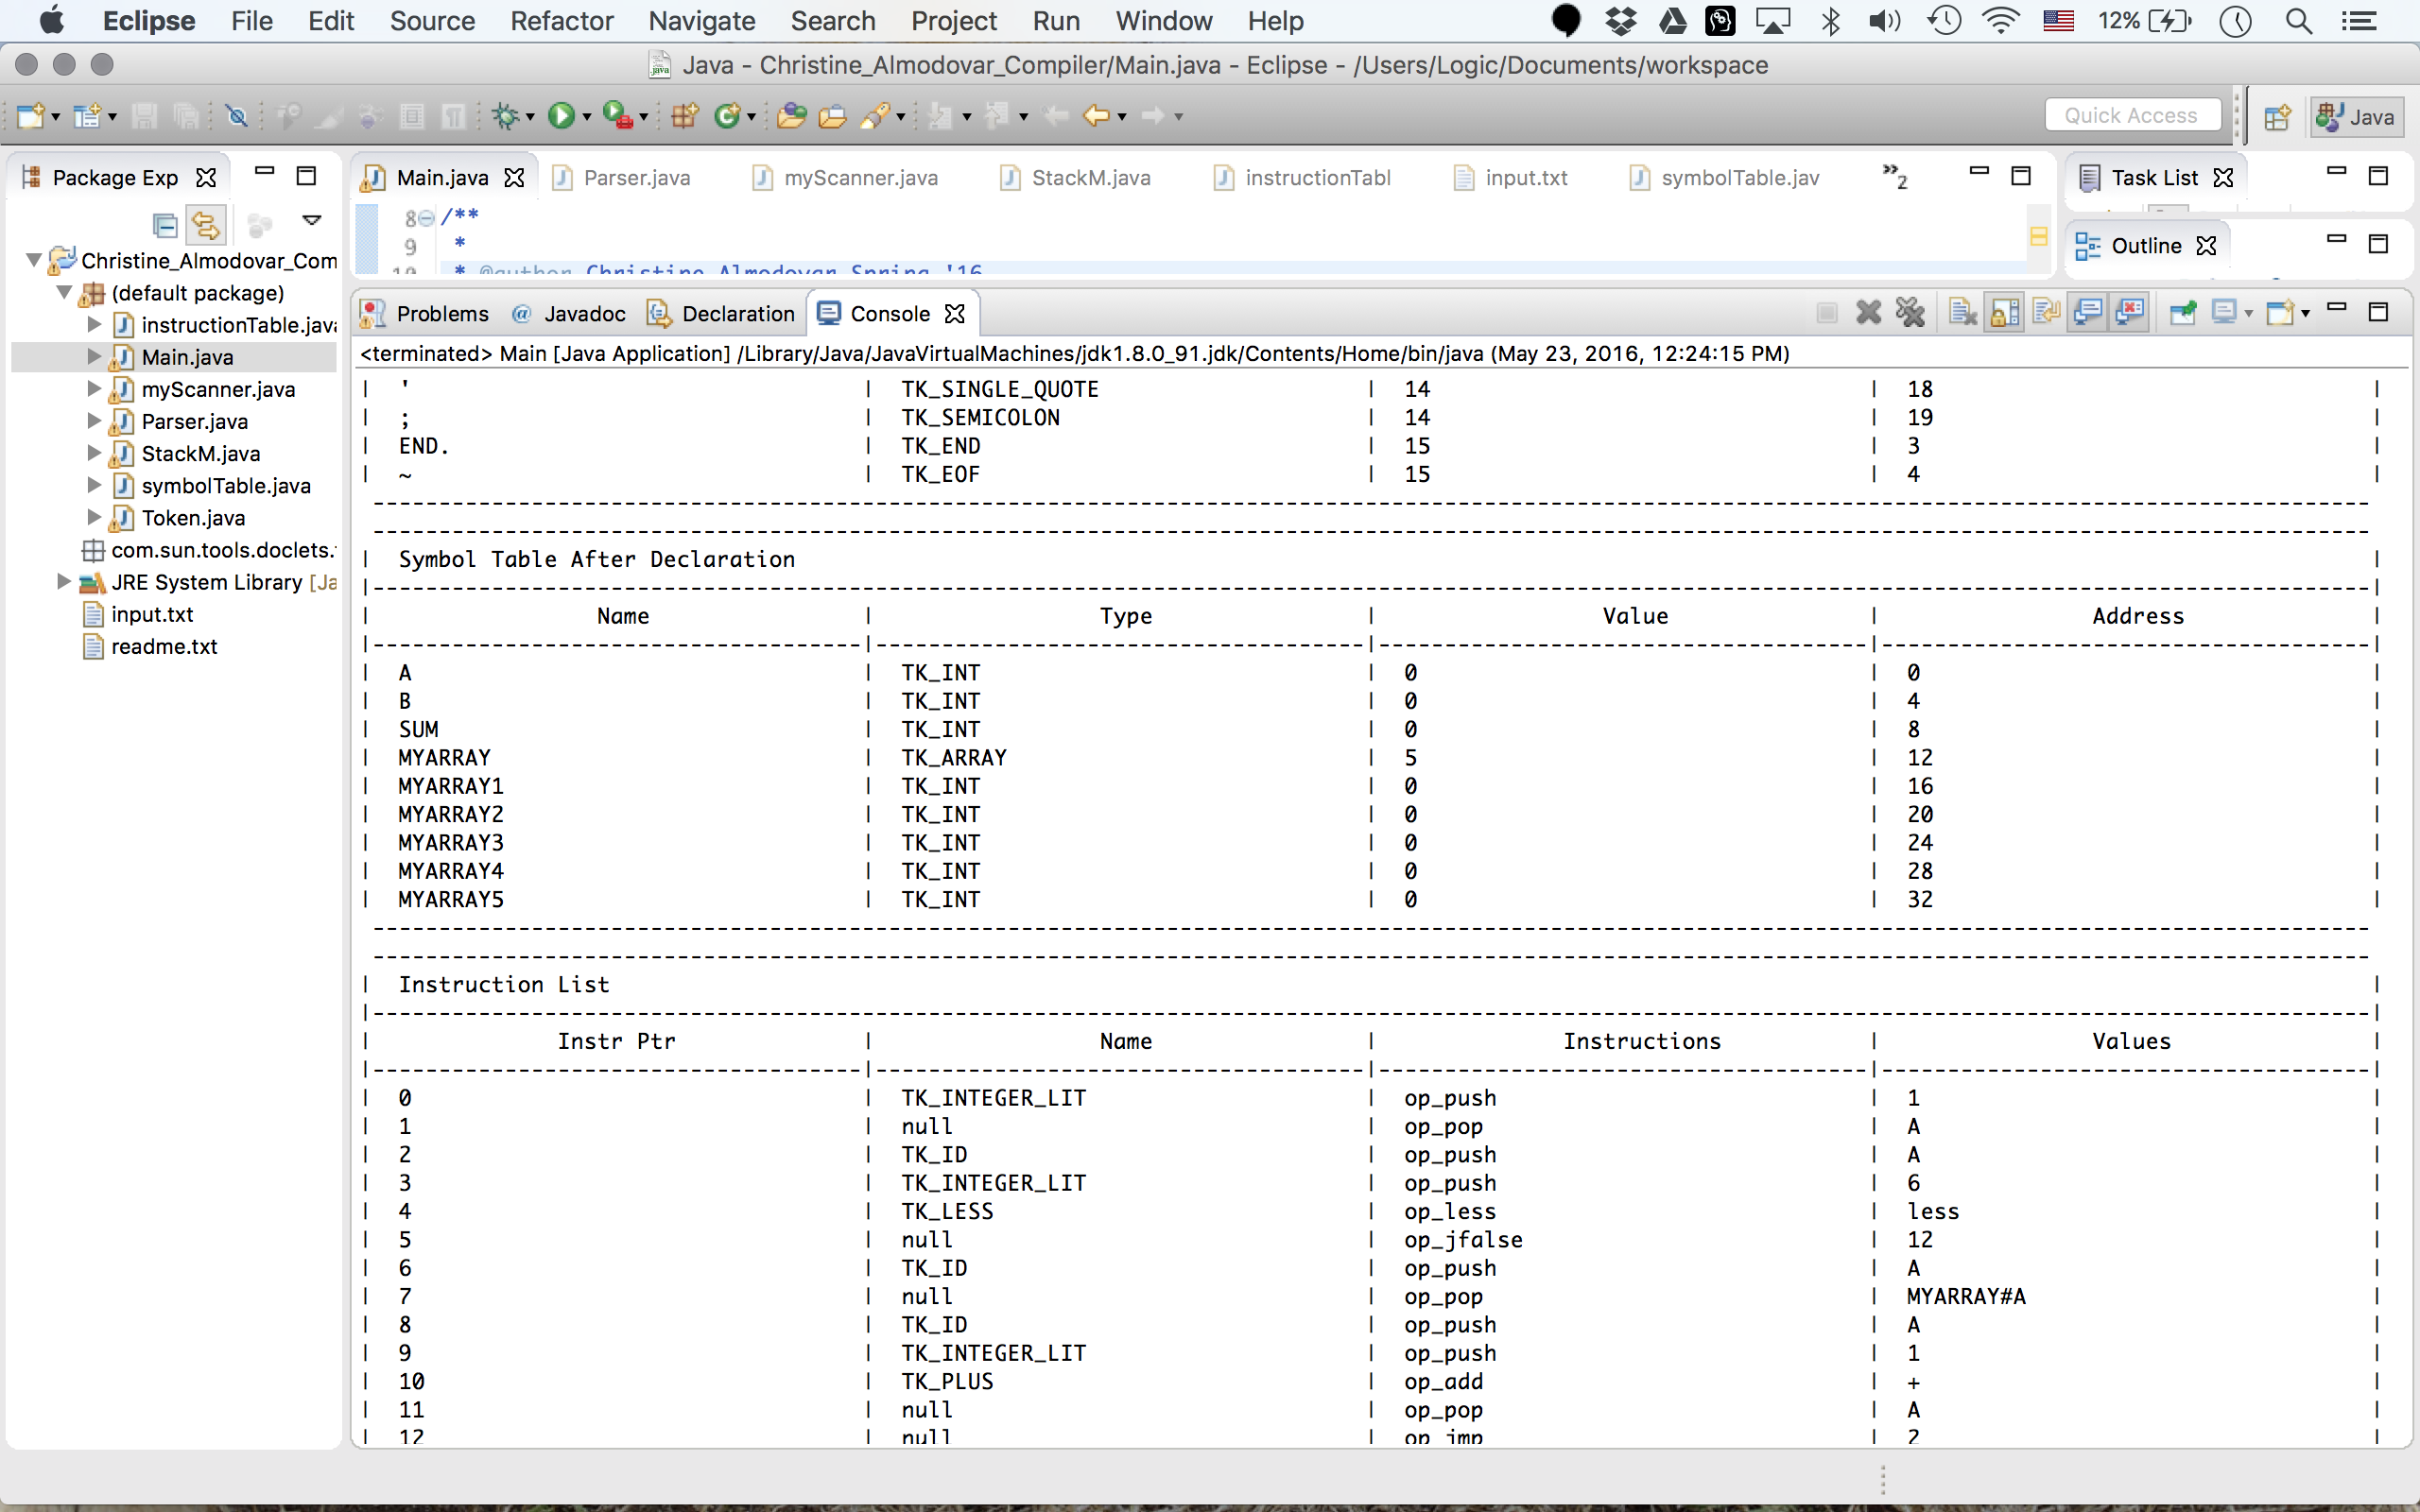 Eclipse File Edit Source Refactor Navigate Search Project Run Window Help 12%
Java - Christine_Almodovar_Compiler/Main.java - Eclipse - /Users/Logic/Documents/workspace
Quick Access Java
Package Exp
Main.java Parser.java myScanner.java StackM.java instructionTabl input.txt symbolTable.jav »2
Task List
Outline
8 /**
9 *
10 * @author Christine Almodovar Spring '16
Christine_Almodovar_Com
(default package)
instructionTable.java
Main.java
myScanner.java
Parser.java
StackM.java
symbolTable.java
Token.java
com.sun.tools.doclets.
JRE System Library [Ja
input.txt
readme.txt
Problems @ Javadoc Declaration Console
<terminated> Main [Java Application] /Library/Java/JavaVirtualMachines/jdk1.8.0_91.jdk/Contents/Home/bin/java (May 23, 2016, 12:24:15 PM)
| ' | TK_SINGLE_QUOTE | 14 | 18 |
| ; | TK_SEMICOLON | 14 | 19 |
| END. | TK_END | 15 | 3 |
| ~ | TK_EOF | 15 | 4 |
| Symbol Table After Declaration |
| Name | Type | Value | Address |
| A | TK_INT | 0 | 0 |
| B | TK_INT | 0 | 4 |
| SUM | TK_INT | 0 | 8 |
| MYARRAY | TK_ARRAY | 5 | 12 |
| MYARRAY1 | TK_INT | 0 | 16 |
| MYARRAY2 | TK_INT | 0 | 20 |
| MYARRAY3 | TK_INT | 0 | 24 |
| MYARRAY4 | TK_INT | 0 | 28 |
| MYARRAY5 | TK_INT | 0 | 32 |
| Instruction List |
| Instr Ptr | Name | Instructions | Values |
| 0 | TK_INTEGER_LIT | op_push | 1 |
| 1 | null | op_pop | A |
| 2 | TK_ID | op_push | A |
| 3 | TK_INTEGER_LIT | op_push | 6 |
| 4 | TK_LESS | op_less | less |
| 5 | null | op_jfalse | 12 |
| 6 | TK_ID | op_push | A |
| 7 | null | op_pop | MYARRAY#A |
| 8 | TK_ID | op_push | A |
| 9 | TK_INTEGER_LIT | op_push | 1 |
| 10 | TK_PLUS | op_add | + |
| 11 | null | op_pop | A |
| 12 | null | op_jmp | 2 |